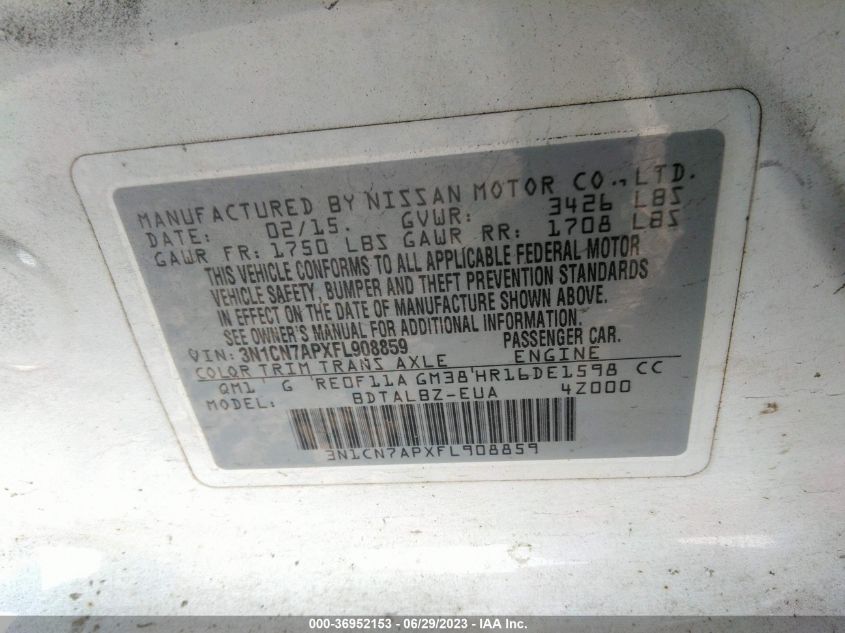 MANUFACTURED BY NISSAN MOTOR CO., LTD.
DATE: 02/15. GVWR: 3426 LBS
GAWR FR: 1750 LBS GAWR RR: 1708 LBS
THIS VEHICLE CONFORMS TO ALL APPLICABLE FEDERAL MOTOR
VEHICLE SAFETY, BUMPER AND THEFT PREVENTION STANDARDS
IN EFFECT ON THE DATE OF MANUFACTURE SHOWN ABOVE.
SEE OWNER'S MANUAL FOR ADDITIONAL INFORMATION.
VIN: 3N1CN7APXFL908859 PASSENGER CAR.
COLOR TRIM TRANS AXLE ENGINE
QM1 G RE0F11A GM38 HR16DE1598 CC
MODEL: BDTALBZ-EUA 4Z000
3N1CN7APXFL908859
000-36952153 - 06/29/2023 - IAA Inc.